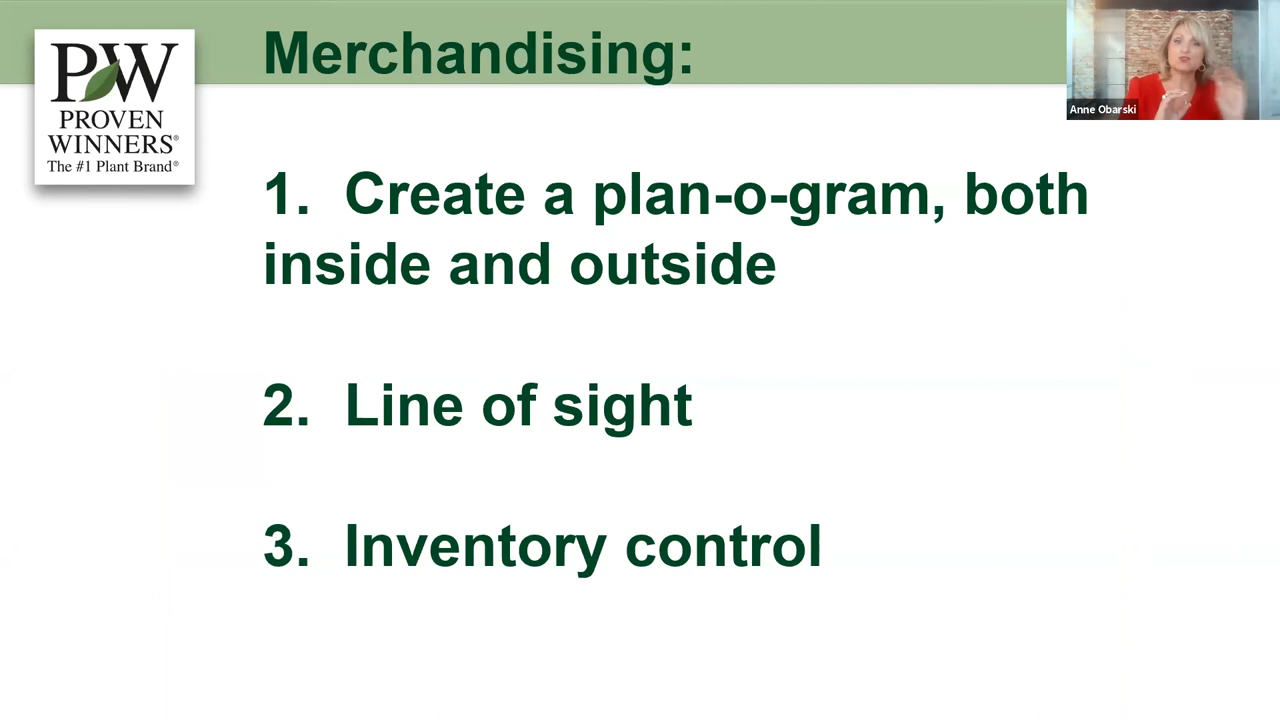 Merchandising:
PW
PROVEN
WINNERS®
The #1 Plant Brand®
Anne Obarski
1. Create a plan-o-gram, both
inside and outside
2. Line of sight
3. Inventory control